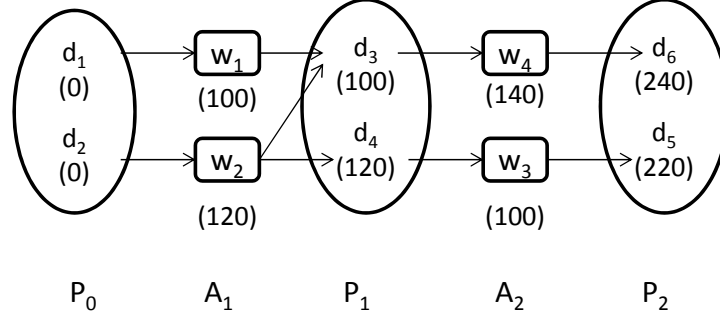 d1 w1 d3 w4 d6
(0) (100) (100) (140) (240)
d2 w2 d4 w3 d5
(0) (120) (220)
(120) (100)
P0 A1 P1 A2 P2